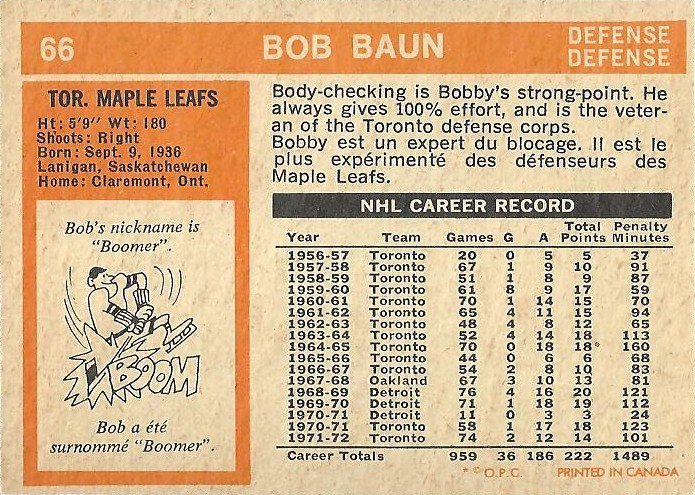 66
BOB BAUN
DEFENSE
DEFENSE
TOR. MAPLE LEAFS
Ht: 5'9" Wt: 180
Shoots: Right
Born: Sept. 9, 1936
Lanigan, Saskatchewan
Home: Claremont, Ont.
Bob's nickname is
"Boomer".
KABOOM
Bob a été
surnommé "Boomer".
Body-checking is Bobby's strong-point. He
always gives 100% effort, and is the veter-
an of the Toronto defense corps.
Bobby est un expert du blocage. Il est le
plus expérimenté des défenseurs des
Maple Leafs.
NHL CAREER RECORD
Year Team Games G A Total Points Penalty Minutes
1956-57 Toronto 20 0 5 5 37
1957-58 Toronto 67 1 9 10 91
1958-59 Toronto 51 1 8 9 87
1959-60 Toronto 61 8 9 17 59
1960-61 Toronto 70 1 14 15 70
1961-62 Toronto 65 4 11 15 94
1962-63 Toronto 48 4 8 12 65
1963-64 Toronto 52 4 14 18 113
1964-65 Toronto 70 0 18 18 160
1965-66 Toronto 44 0 6 6 68
1966-67 Toronto 54 2 8 10 83
1967-68 Oakland 67 3 10 13 81
1968-69 Detroit 76 4 16 20 121
1969-70 Detroit 71 1 18 19 112
1970-71 Detroit 11 0 3 3 24
1970-71 Toronto 58 1 17 18 123
1971-72 Toronto 74 2 12 14 101
Career Totals 959 36 186 222 1489
* © O.P.C. PRINTED IN CANADA